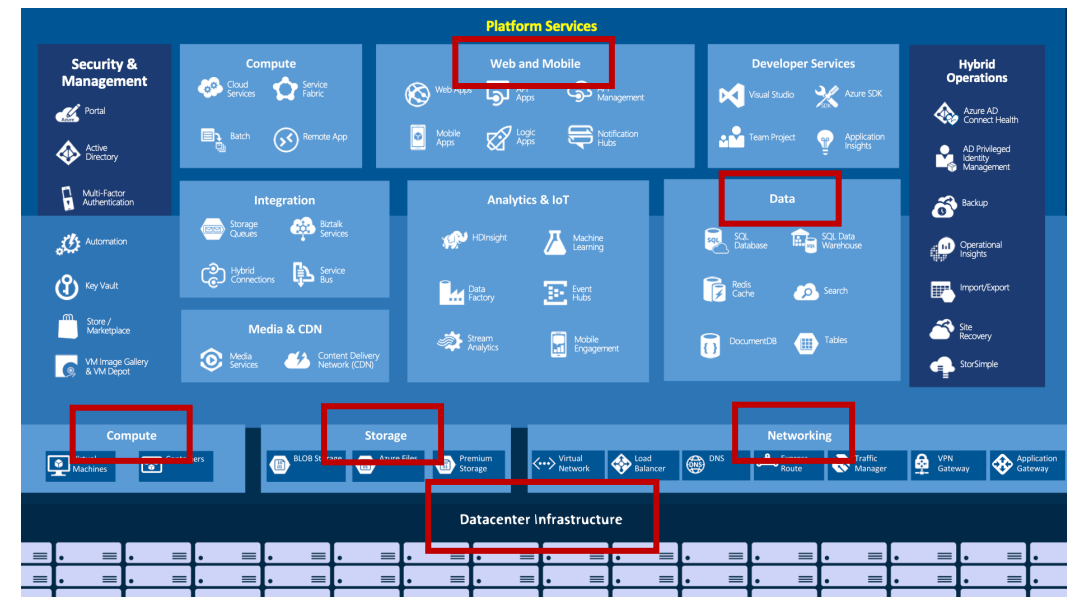 Platform Services
Security &
Management
Portal
Active
Directory
Multi-Factor
Authentication
Automation
Key Vault
Store /
Marketplace
VM Image Gallery
& VM Depot
Compute
Cloud
Services
Service
Fabric
Batch
Remote App
Web and Mobile
Web Apps
Apps
Management
Mobile
Apps
Logic
Apps
Notification
Hubs
Developer Services
Visual Studio
Azure SDK
Team Project
Application
Insights
Hybrid
Operations
Azure AD
Connect Health
AD Privileged
Identity
Management
Backup
Operational
Insights
Import/Export
Site
Recovery
StorSimple
Integration
Storage
Queues
Biztalk
Services
Hybrid
Connections
Service
Bus
Media & CDN
Media
Services
Content Delivery
Network (CDN)
Analytics & IoT
HDInsight
Machine
Learning
Data
Factory
Event
Hubs
Stream
Analytics
Mobile
Engagement
Data
SQL
Database
SQL Data
Warehouse
Redis
Cache
Search
DocumentDB
Tables
Compute
Virtual
Machines
Containers
Storage
BLOB Storage
Azure Files
Premium
Storage
Networking
Virtual
Network
Load
Balancer
DNS
Express
Route
Traffic
Manager
VPN
Gateway
Application
Gateway
Datacenter Infrastructure